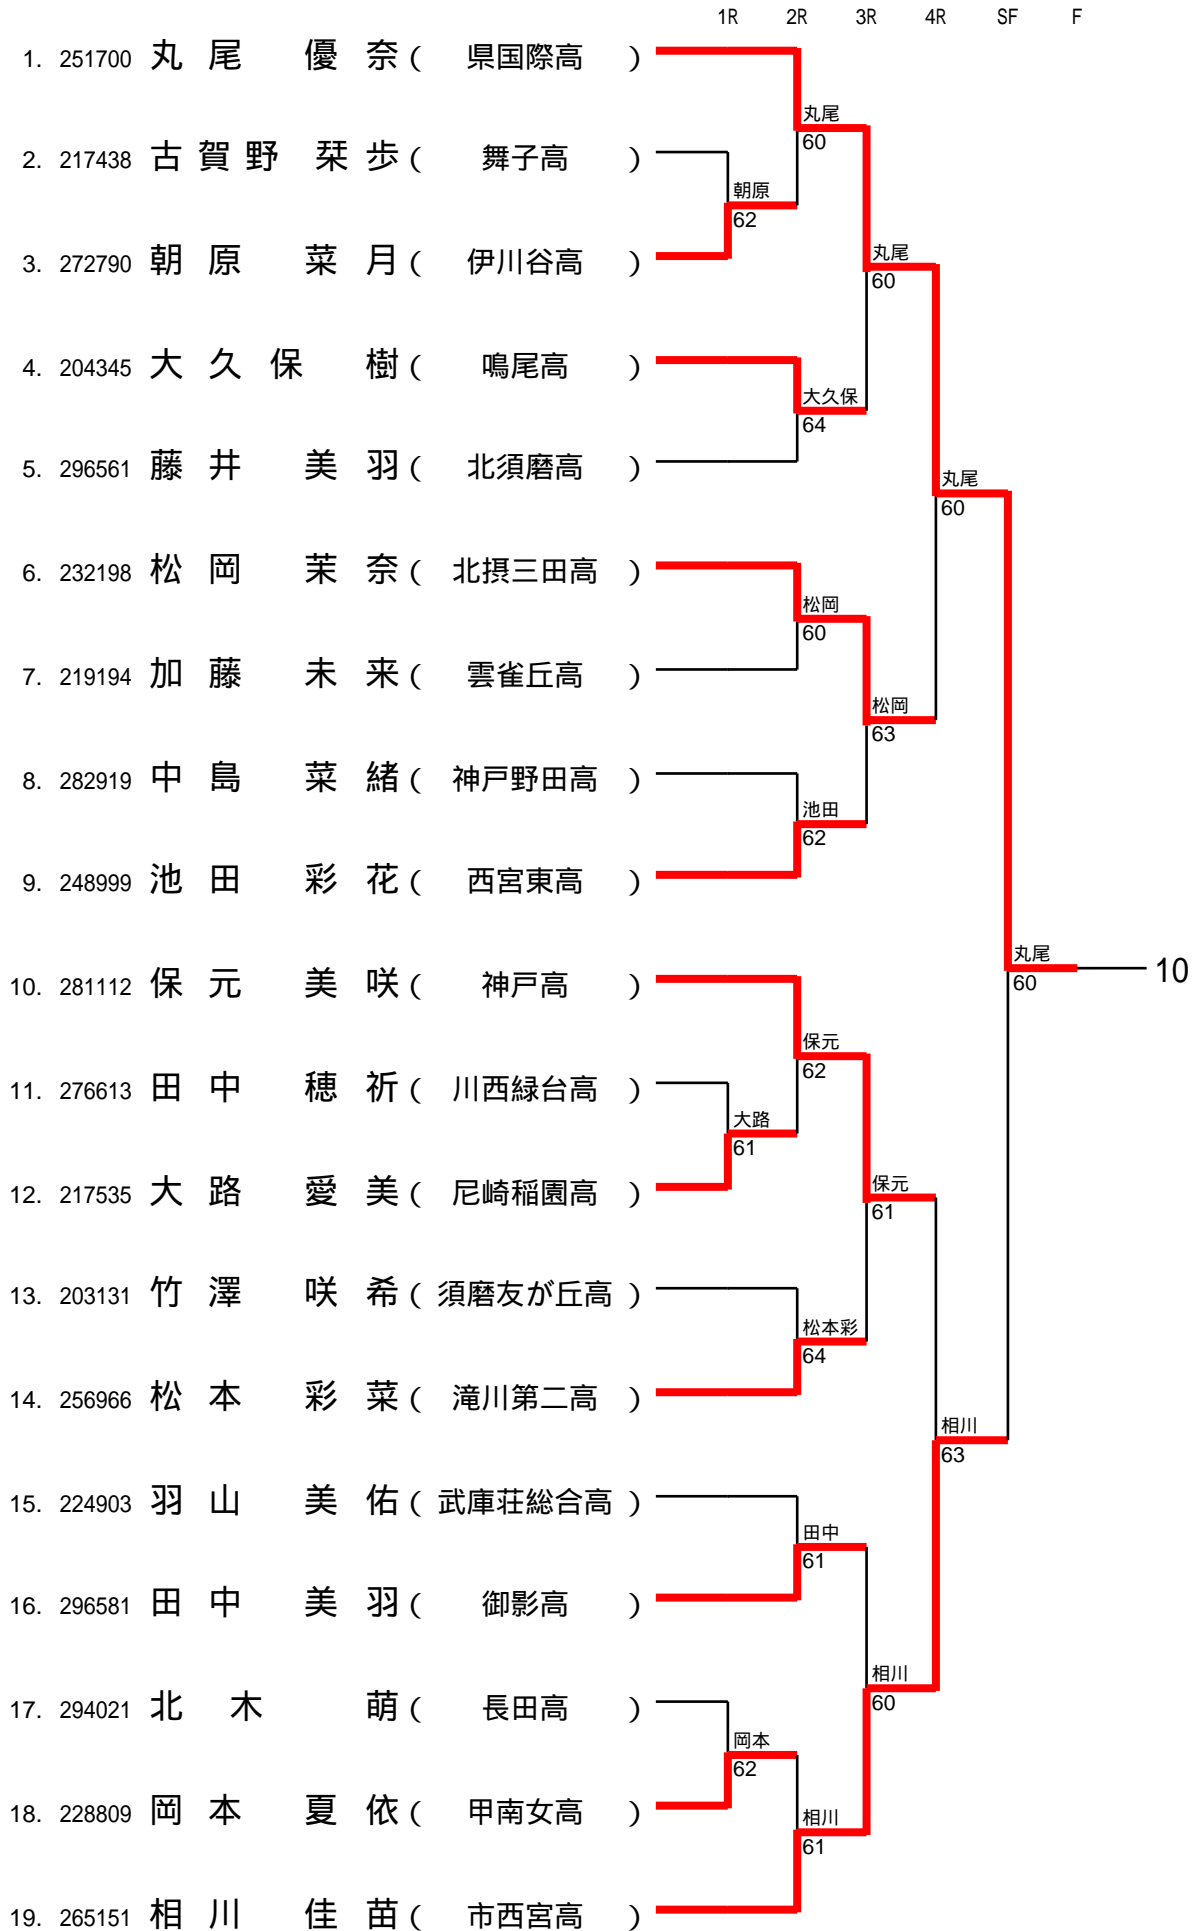 1R 2R 3R 4R SF F
1. 251700 丸尾 優奈 ( 県国際高 )
丸尾
60
2. 217438 古賀野 栞歩 ( 舞子高 )
朝原
62
3. 272790 朝原 菜月 ( 伊川谷高 )
丸尾
60
4. 204345 大久保 樹 ( 鳴尾高 )
大久保
64
5. 296561 藤井 美羽 ( 北須磨高 )
丸尾
60
6. 232198 松岡 茉奈 ( 北摂三田高 )
松岡
60
7. 219194 加藤 未来 ( 雲雀丘高 )
松岡
63
8. 282919 中島 菜緒 ( 神戸野田高 )
池田
62
9. 248999 池田 彩花 ( 西宮東高 )
丸尾
60
10
10. 281112 保元 美咲 ( 神戸高 )
保元
62
11. 276613 田中 穂祈 ( 川西緑台高 )
大路
61
12. 217535 大路 愛美 ( 尼崎稲園高 )
保元
61
13. 203131 竹澤 咲希 ( 須磨友が丘高 )
松本彩
64
14. 256966 松本 彩菜 ( 滝川第二高 )
相川
63
15. 224903 羽山 美佑 ( 武庫荘総合高 )
田中
61
16. 296581 田中 美羽 ( 御影高 )
相川
60
17. 294021 北木 萌 ( 長田高 )
岡本
62
18. 228809 岡本 夏依 ( 甲南女高 )
相川
61
19. 265151 相川 佳苗 ( 市西宮高 )